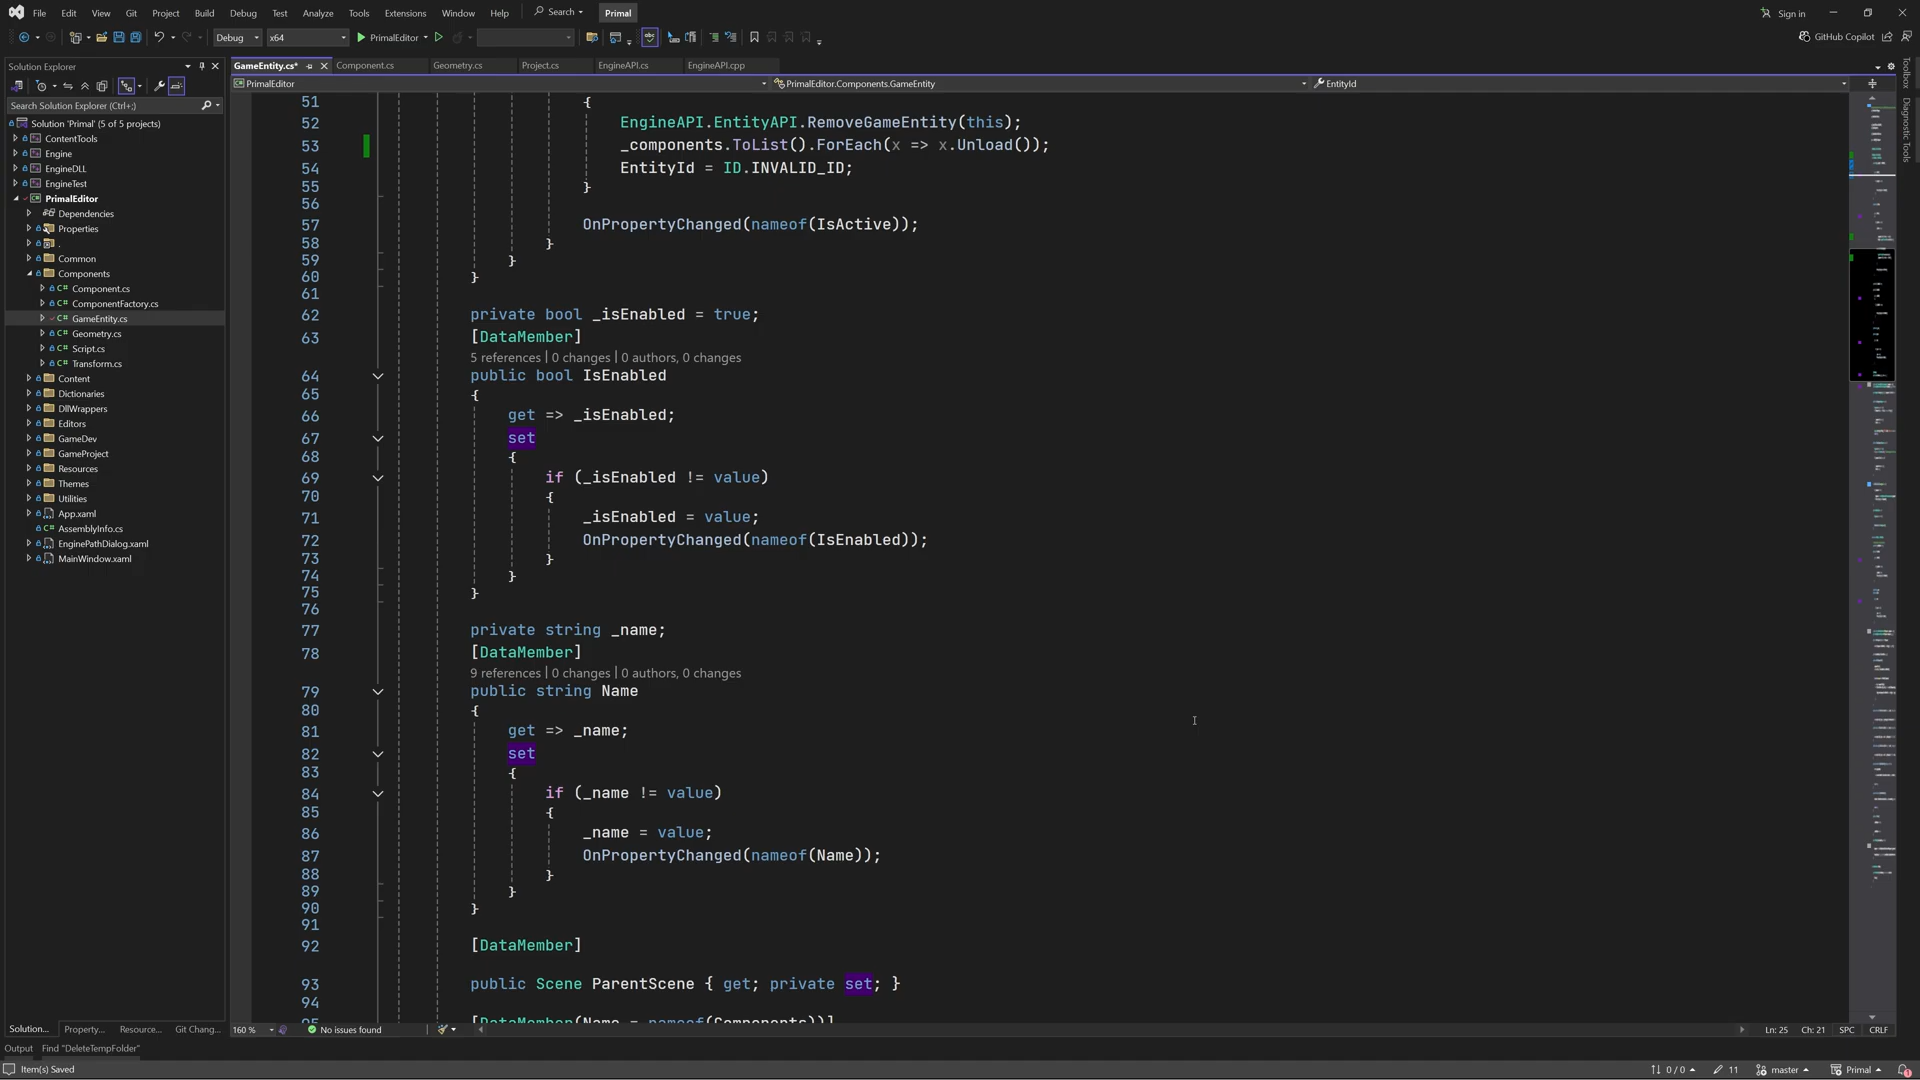 File Edit View Git Project Build Debug Test Analyze Tools Extensions Window Help Search Primal Sign in
Debug x64 PrimalEditor GitHub Copilot
Solution Explorer
GameEntity.cs* Component.cs Geometry.cs Project.cs EngineAPI.cs EngineAPI.cpp
PrimalEditor PrimalEditor.Components.GameEntity EntityId
Search Solution Explorer (Ctrl+;)
Solution 'Primal' (5 of 5 projects)
ContentTools
Engine
EngineDLL
EngineTest
PrimalEditor
Dependencies
Properties
.
Common
Components
C# Component.cs
C# ComponentFactory.cs
C# GameEntity.cs
C# Geometry.cs
C# Script.cs
C# Transform.cs
Content
Dictionaries
DllWrappers
Editors
GameDev
GameProject
Resources
Themes
Utilities
App.xaml
C# AssemblyInfo.cs
EnginePathDialog.xaml
MainWindow.xaml
51 {
52 EngineAPI.EntityAPI.RemoveGameEntity(this);
53 _components.ToList().ForEach(x => x.Unload());
54 EntityId = ID.INVALID_ID;
55 }
56
57 OnPropertyChanged(nameof(IsActive));
58 }
59 }
60 }
61
62 private bool _isEnabled = true;
63 [DataMember]
5 references | 0 changes | 0 authors, 0 changes
64 public bool IsEnabled
65 {
66 get => _isEnabled;
67 set
68 {
69 if (_isEnabled != value)
70 {
71 _isEnabled = value;
72 OnPropertyChanged(nameof(IsEnabled));
73 }
74 }
75 }
76
77 private string _name;
78 [DataMember]
9 references | 0 changes | 0 authors, 0 changes
79 public string Name
80 {
81 get => _name;
82 set
83 {
84 if (_name != value)
85 {
86 _name = value;
87 OnPropertyChanged(nameof(Name));
88 }
89 }
90 }
91
92 [DataMember]
93 public Scene ParentScene { get; private set; }
94
95 [DataMember(Name = nameof(Components))]
Toolbox
Diagnostic Tools
Solution... Property... Resource... Git Chang...
160 % No issues found Ln: 25 Ch: 21 SPC CRLF
Output Find "DeleteTempFolder"
Item(s) Saved 0 / 0 11 master Primal 1